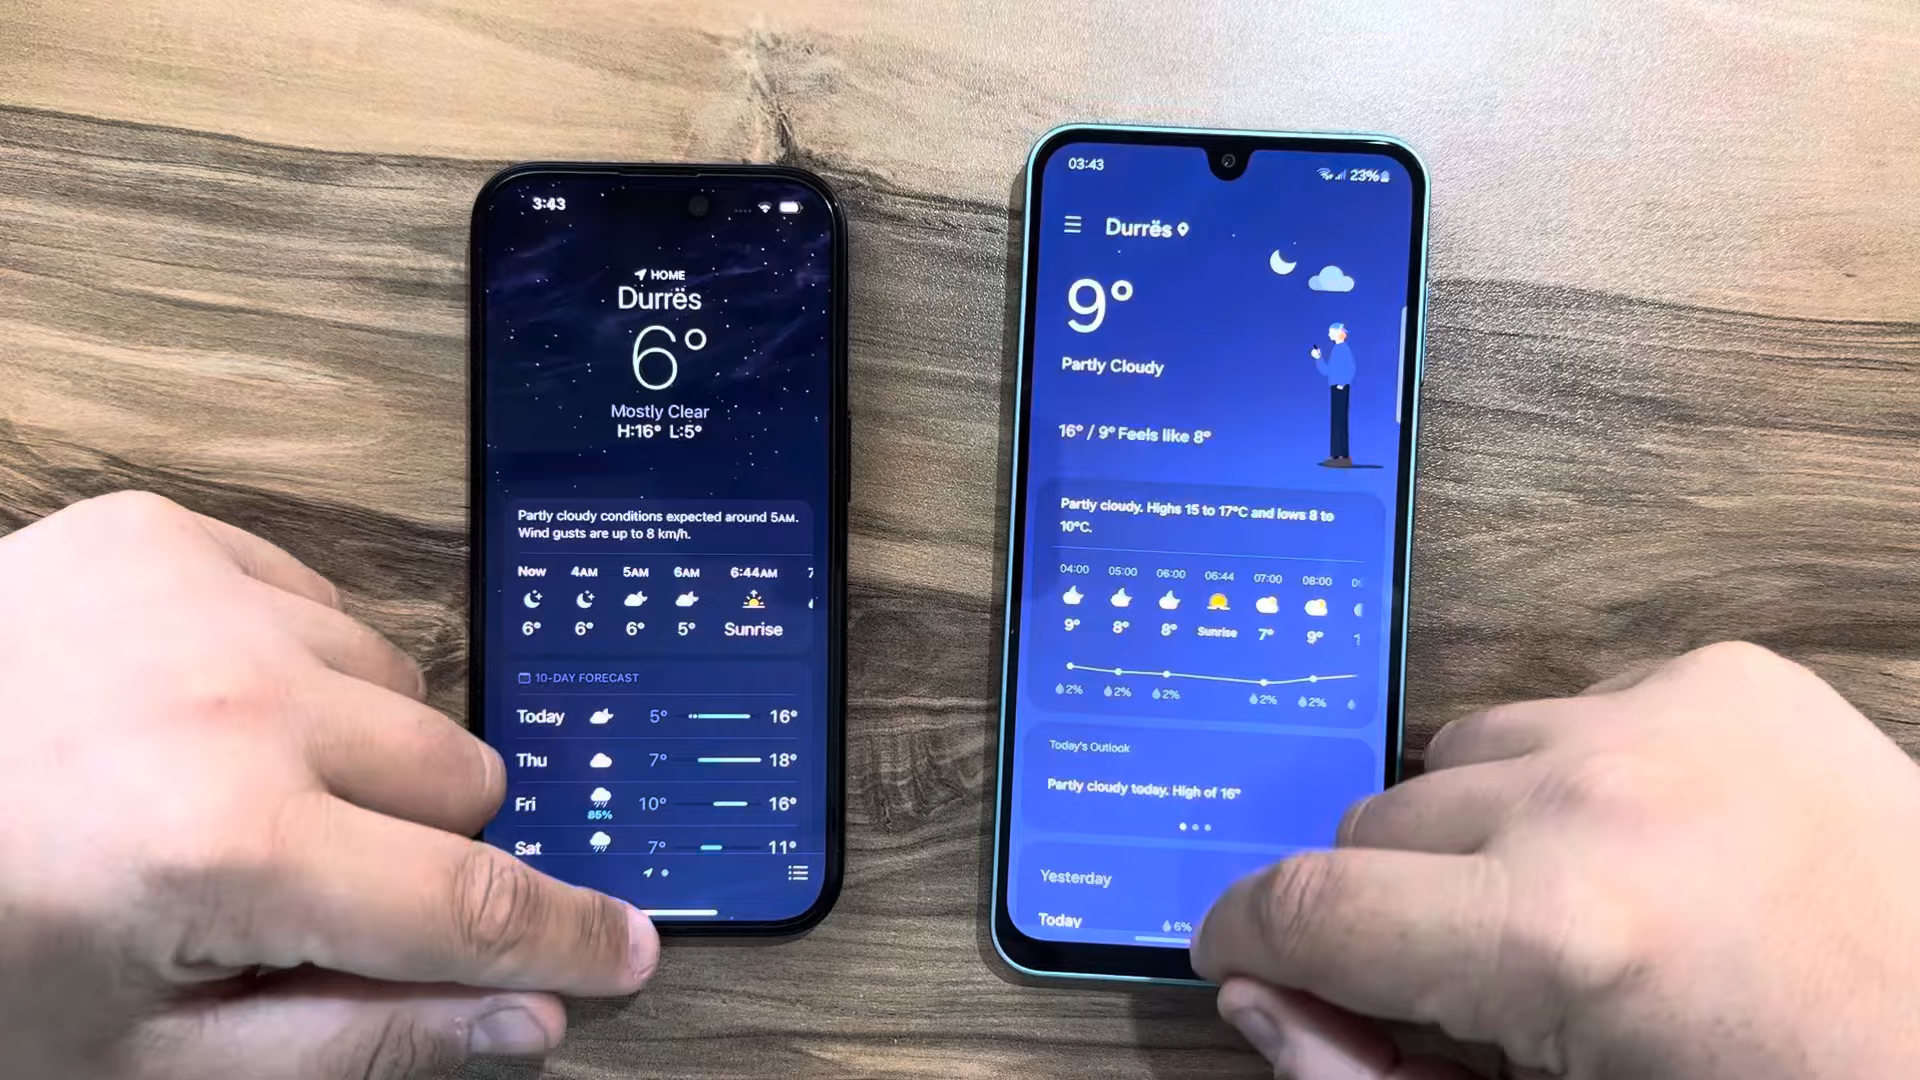 3:43
HOME
Durrës
6°
Mostly Clear
H:16° L:5°
Partly cloudy conditions expected around 5AM.
Wind gusts are up to 8 km/h.
Now 4AM 5AM 6AM 6:44AM 7
6° 6° 6° 5° Sunrise
10-DAY FORECAST
Today 5° 16°
Thu 7° 18°
Fri 10° 16°
85%
Sat 7° 11°
03:43 23%
Durrës
9°
Partly Cloudy
16° / 9° Feels like 8°
Partly cloudy. Highs 15 to 17°C and lows 8 to
10°C.
04:00 05:00 06:00 06:44 07:00 08:00
9° 8° 8° Sunrise 7° 9°
2% 2% 2% 2% 2%
Today's Outlook
Partly cloudy today. High of 16°
Yesterday
Today 6%